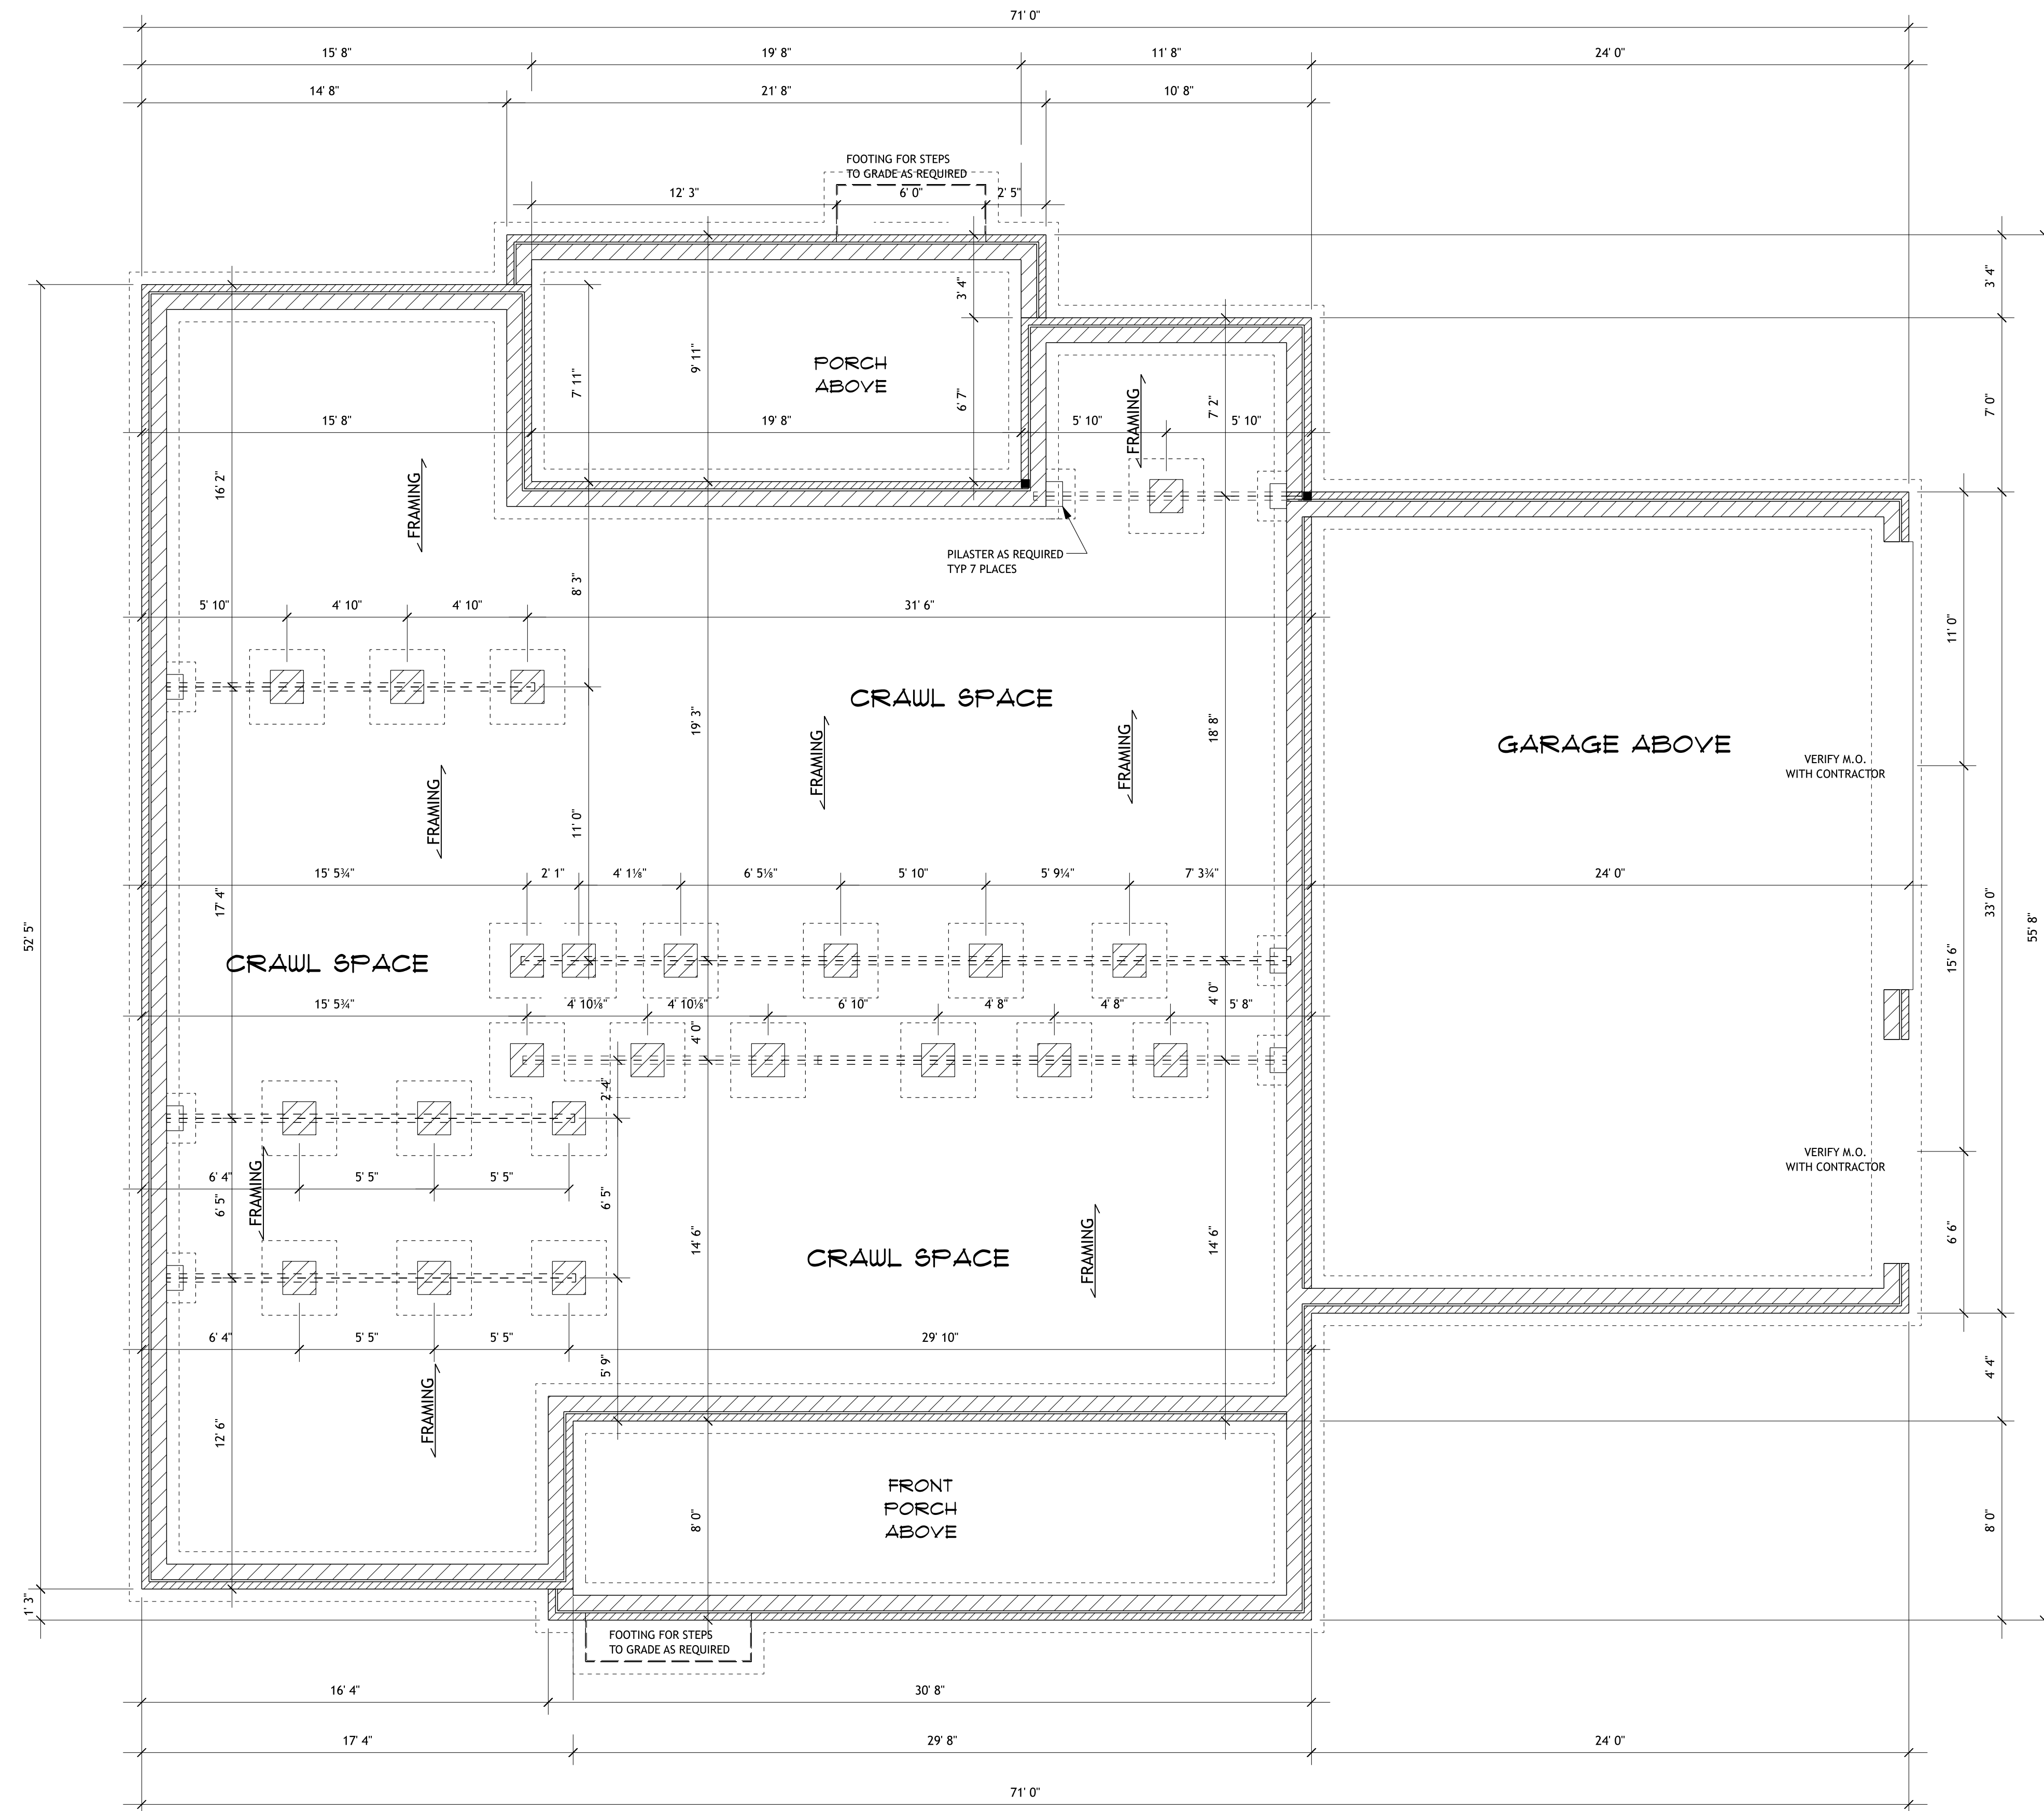 71' 0"
15' 8"
19' 8"
11' 8"
24' 0"
14' 8"
21' 8"
10' 8"
FOOTING FOR STEPS
TO GRADE AS REQUIRED
12' 3"
6' 0"
2' 5"
3' 4"
3' 4"
PORCH
ABOVE
9' 11"
7' 11"
6' 7"
7' 2"
7' 0"
FRAMING
15' 8"
19' 8"
5' 10"
5' 10"
16' 2"
FRAMING
PILASTER AS REQUIRED
TYP 7 PLACES
8' 3"
5' 10"
4' 10"
4' 10"
31' 6"
11' 0"
CRAWL SPACE
19' 3"
18' 8"
FRAMING
FRAMING
GARAGE ABOVE
VERIFY M.O.
WITH CONTRACTOR
FRAMING
11' 0"
15' 5¾"
2' 1"
4' 1⅛"
6' 5⅛"
5' 10"
5' 9¼"
7' 3¾"
24' 0"
17' 4"
33' 0"
52' 5"
55' 8"
15' 6"
CRAWL SPACE
15' 5¾"
4' 10⅛"
4' 10⅛"
6' 10"
4' 8"
4' 8"
5' 8"
4' 0"
4' 0"
2' 4"
VERIFY M.O.
WITH CONTRACTOR
6' 4"
5' 5"
5' 5"
FRAMING
6' 5"
6' 5"
14' 6"
14' 6"
CRAWL SPACE
FRAMING
6' 6"
6' 4"
5' 5"
5' 5"
29' 10"
5' 9"
4' 4"
FRAMING
12' 6"
FRONT
PORCH
ABOVE
8' 0"
8' 0"
1' 3"
FOOTING FOR STEPS
TO GRADE AS REQUIRED
16' 4"
30' 8"
17' 4"
29' 8"
24' 0"
71' 0"